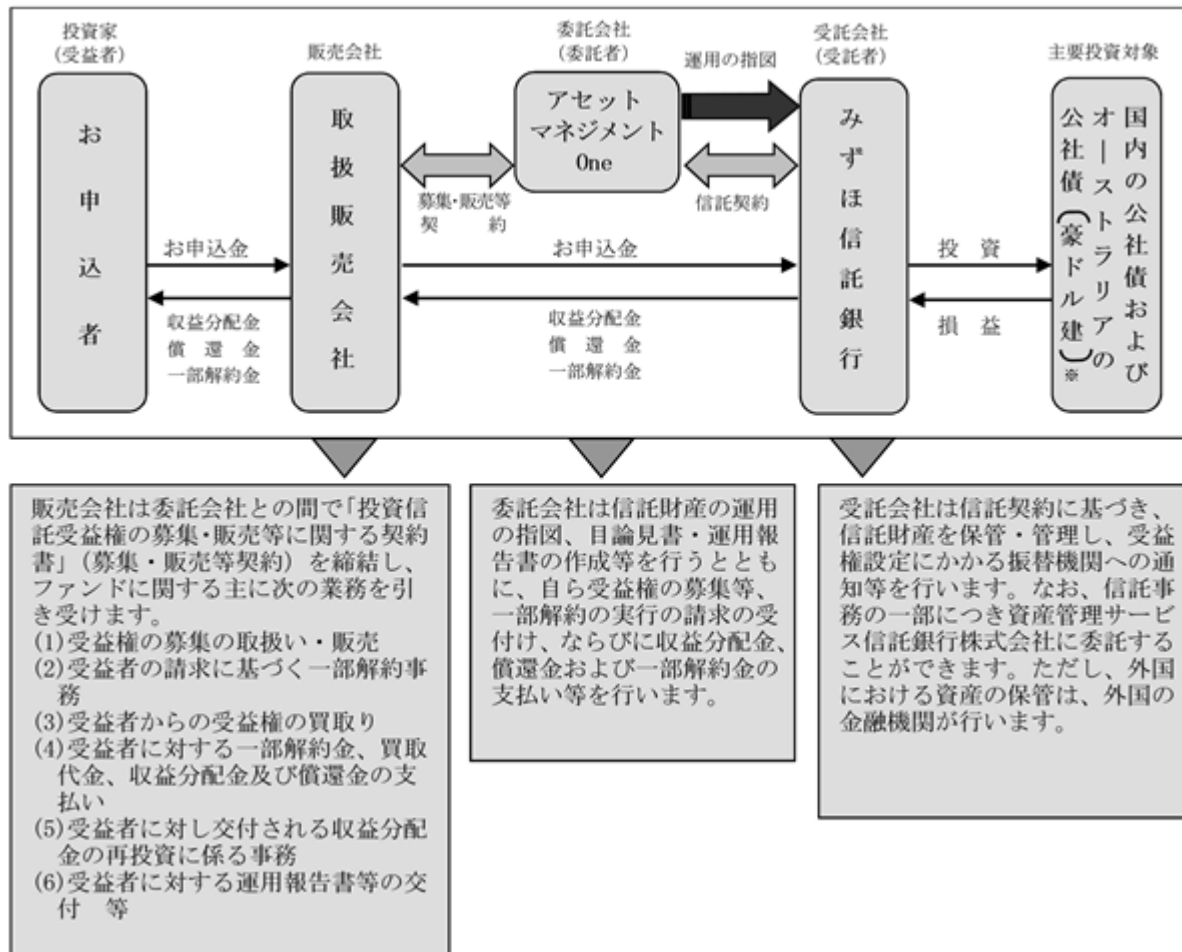 投資家
(受益者)
お申込者
販売会社
取扱販売会社
委託会社
(委託者)
アセット
マネジメント
One
運用の指図
受託会社
(受託者)
みずほ信託銀行
主要投資対象
国内の公社債および
オーストラリアの
公社債(豪ドル建)※
募集・販売等
契　　約
信託契約
お申込金
収益分配金
償　還　金
一部解約金
お申込金
収益分配金
償　還　金
一部解約金
投　資
損　益
販売会社は委託会社との間で「投資信
託受益権の募集・販売等に関する契約
書」（募集・販売等契約）を締結し、
ファンドに関する主に次の業務を引
き受けます。
(1)受益権の募集の取扱い・販売
(2)受益者の請求に基づく一部解約事
務
(3)受益者からの受益権の買取り
(4)受益者に対する一部解約金、買取
代金、収益分配金及び償還金の支
払い
(5)受益者に対し交付される収益分配
金の再投資に係る事務
(6)受益者に対する運用報告書等の交
付　等
委託会社は信託財産の運用
の指図、目論見書・運用報
告書の作成等を行うととも
に、自ら受益権の募集等、
一部解約の実行の請求の受
付け、ならびに収益分配金、
償還金および一部解約金の
支払い等を行います。
受託会社は信託契約に基づき、
信託財産を保管・管理し、受益
権設定にかかる振替機関への通
知等を行います。なお、信託事
務の一部につき資産管理サービ
ス信託銀行株式会社に委託する
ことができます。ただし、外国
における資産の保管は、外国の
金融機関が行います。